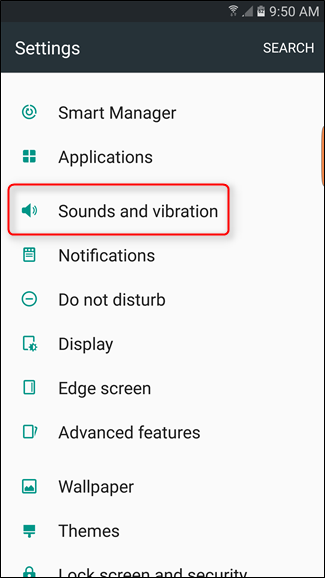 9:50 AM
Settings SEARCH
Smart Manager
Applications
Sounds and vibration
Notifications
Do not disturb
Display
Edge screen
Advanced features
Wallpaper
Themes
Lock screen and security